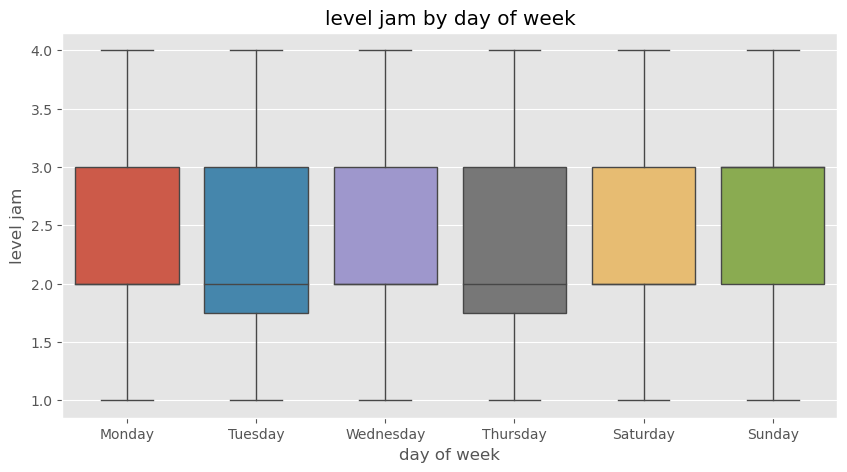 level jam by day of week
level jam
4.0
3.5
3.0
2.5
2.0
1.5
1.0
Monday Tuesday Wednesday Thursday Saturday Sunday
day of week